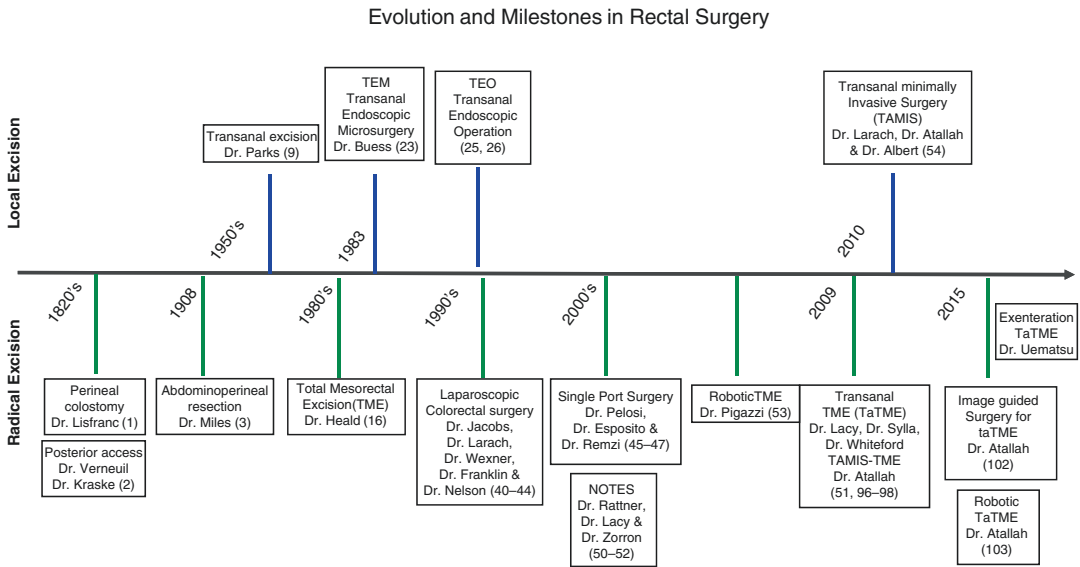 Evolution and Milestones in Rectal Surgery
Local Excision
Transanal excision
Dr. Parks (9)
TEM
Transanal
Endoscopic
Microsurgery
Dr. Buess (23)
TEO
Transanal
Endoscopic
Operation
(25, 26)
Transanal minimally
Invasive Surgery
(TAMIS)
Dr. Larach, Dr. Atallah
& Dr. Albert (54)
1950's
1983
2010
Radical Excision
1820's
1908
1980's
1990's
2000's
2009
2015
Perineal
colostomy
Dr. Lisfranc (1)
Posterior access
Dr. Verneuil
Dr. Kraske (2)
Abdominoperineal
resection
Dr. Miles (3)
Total Mesorectal
Excision(TME)
Dr. Heald (16)
Laparoscopic
Colorectal surgery
Dr. Jacobs,
Dr. Larach,
Dr. Wexner,
Dr. Franklin &
Dr. Nelson (40–44)
Single Port Surgery
Dr. Pelosi,
Dr. Esposito &
Dr. Remzi (45–47)
NOTES
Dr. Rattner,
Dr. Lacy &
Dr. Zorron
(50–52)
RoboticTME
Dr. Pigazzi (53)
Transanal
TME (TaTME)
Dr. Lacy, Dr. Sylla,
Dr. Whiteford
TAMIS-TME
Dr. Atallah
(51, 96–98)
Exenteration
TaTME
Dr. Uematsu
Image guided
Surgery for
taTME
Dr. Atallah
(102)
Robotic
TaTME
Dr. Atallah
(103)